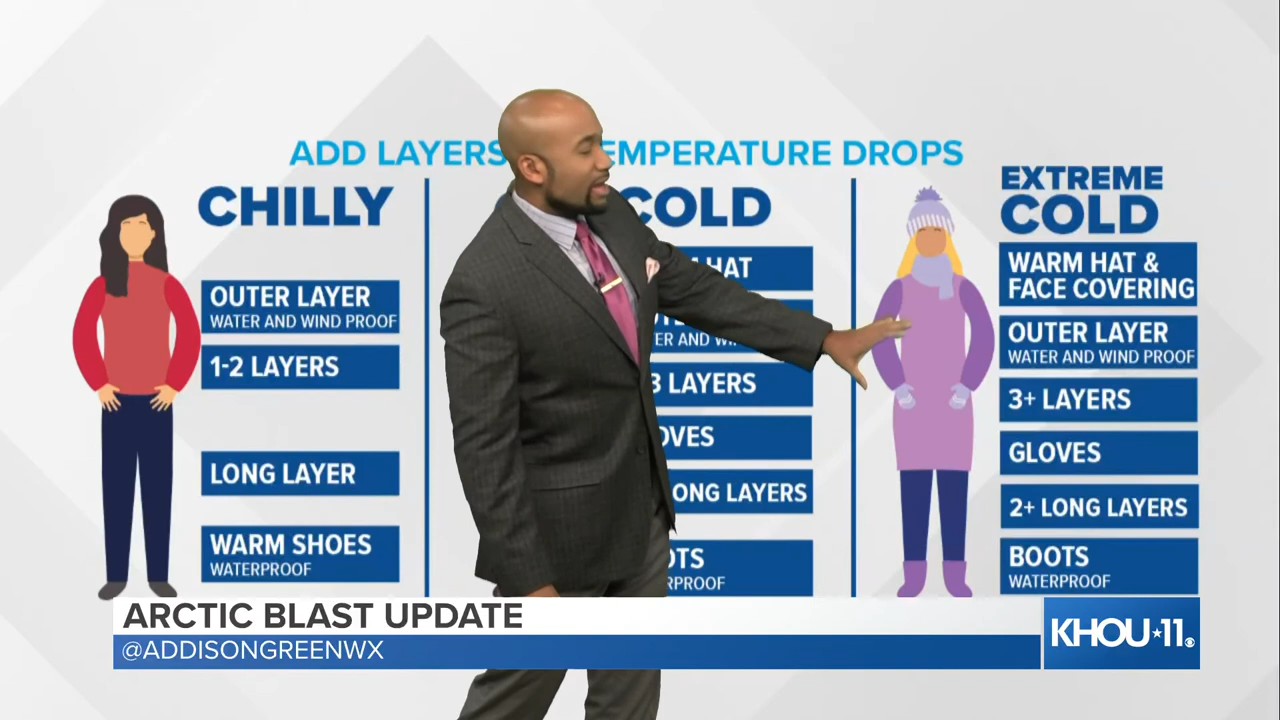 ADD LAYERS EMPERATURE DROPS
CHILLY
OUTER LAYER
WATER AND WIND PROOF
1-2 LAYERS
LONG LAYER
WARM SHOES
WATERPROOF
COLD
HAT
AND
3 LAYERS
OVES
ONG LAYERS
OTS
RPROOF
EXTREME
COLD
WARM HAT &
FACE COVERING
OUTER LAYER
WATER AND WIND PROOF
3+ LAYERS
GLOVES
2+ LONG LAYERS
BOOTS
WATERPROOF
ARCTIC BLAST UPDATE
@ADDISONGREENWX
KHOU★11